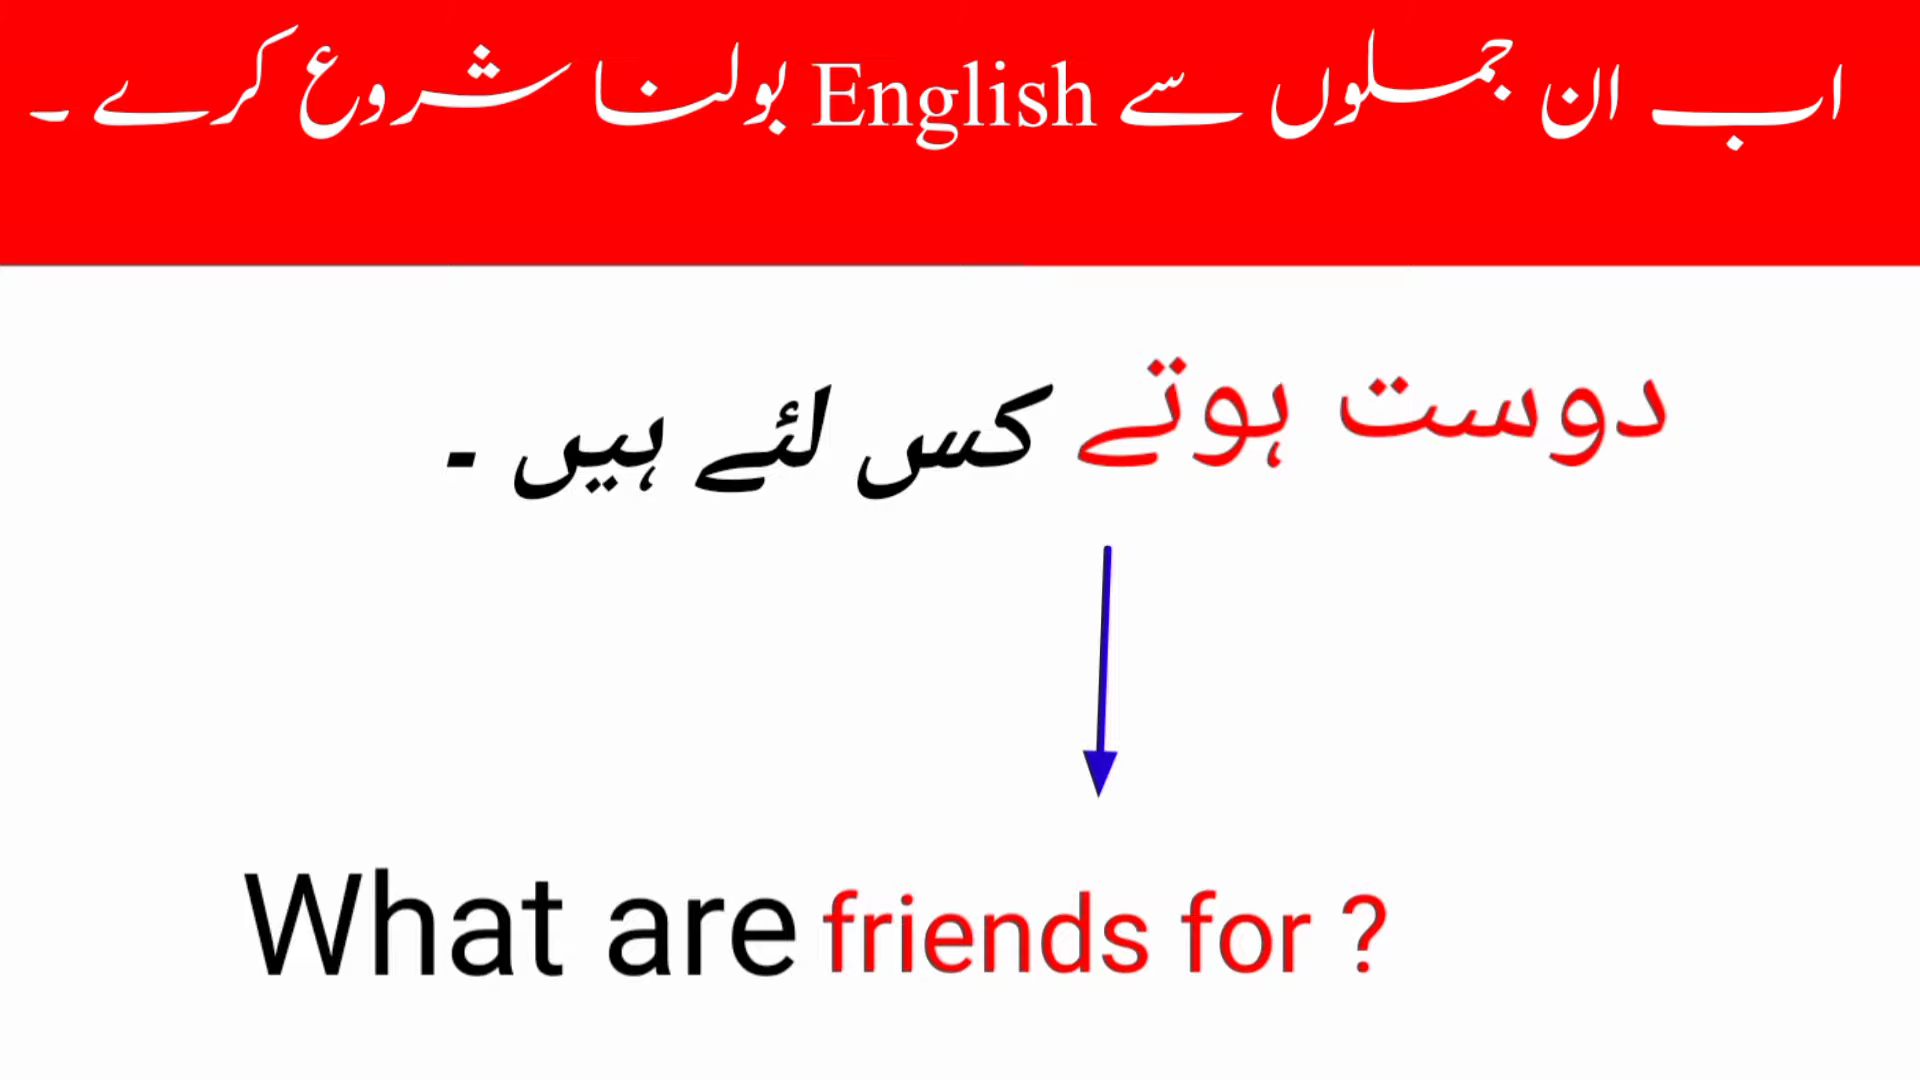 اب ان جملوں سے English بولنا شروع کرے ۔
دوست ہوتے کس لئے ہیں ۔
What are friends for ?